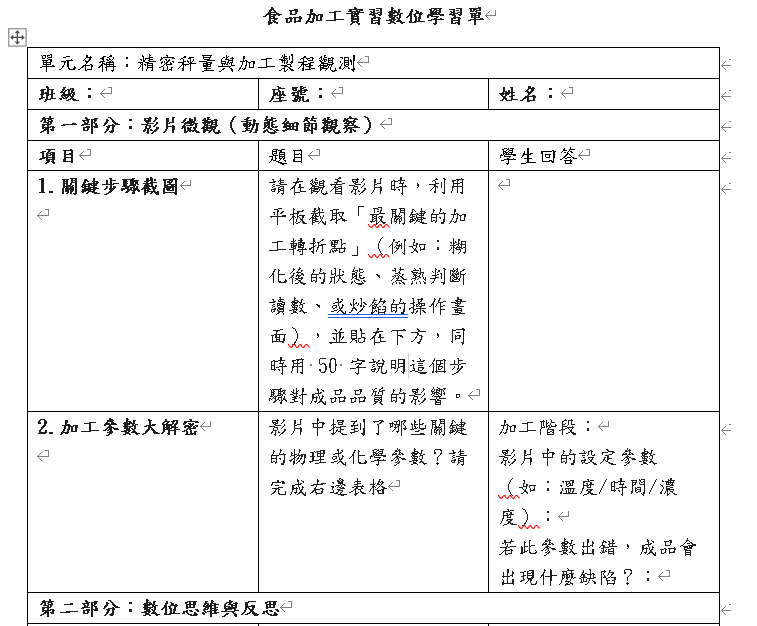 食品加工實習數位學習單
單元名稱：精密秤量與加工製程觀測
班級：
座號：
姓名：
第一部分：影片微觀（動態細節觀察）
項目
題目
學生回答
1. 關鍵步驟截圖
請在觀看影片時，利用
平板截取「最關鍵的加
工轉折點」（例如：糊
化後的狀態、蒸熟判斷
讀數、或炒餡的操作畫
面），並貼在下方，同
時用 50 字說明這個步
驟對成品品質的影響。
2. 加工參數大解密
影片中提到了哪些關鍵
的物理或化學參數？請
完成右邊表格
加工階段：
影片中的設定參數
（如：溫度/時間/濃
度）：
若此參數出錯，成品會
出現什麼缺陷？：
第二部分：數位思維與反思